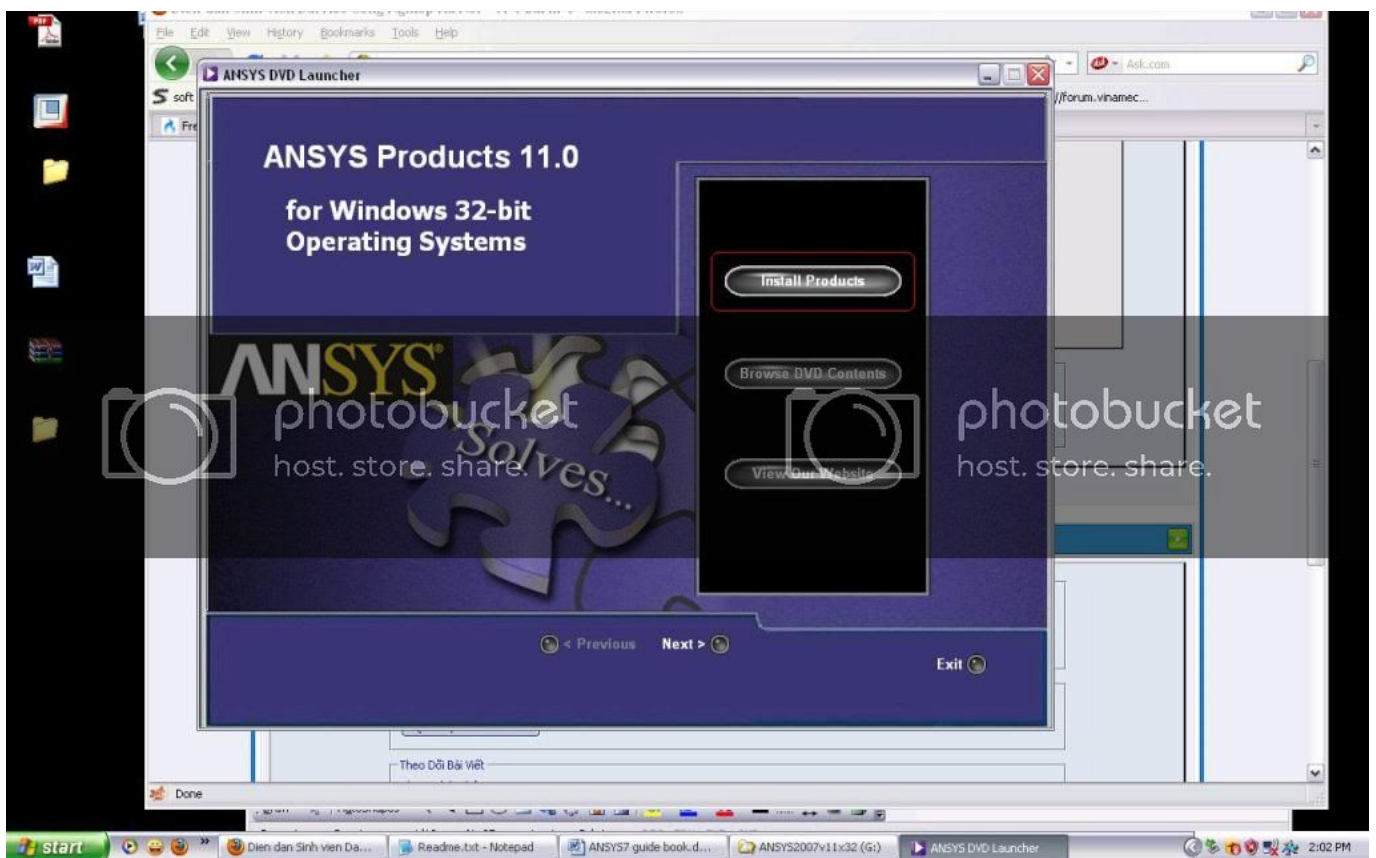 File Edit View History Bookmarks Tools Help
ANSYS DVD Launcher
Ask.com
soft
//forum.vinamec...
Fre
ANSYS Products 11.0
for Windows 32-bit
Operating Systems
Install Products
Browse DVD Contents
View Our Website
ANSYS®
Solves...
photobucket
host. store. share.
photobucket
host. store. share.
< Previous Next >
Exit
Theo Dõi Bài Viết
Done
start
Dien dan Sinh vien Da...
Readme.txt - Notepad
ANSYS7 guide book.d...
ANSYS2007v11x32 (G:)
ANSYS DVD Launcher
2:02 PM